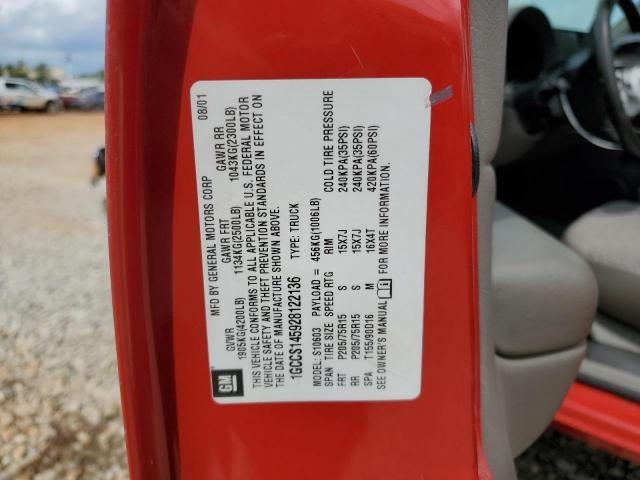 MFD BY GENERAL MOTORS CORP 08/01
GVWR GAWR FRT GAWR RR
1905KG(4200LB) 1134KG(2500LB) 1043KG(2300LB)
THIS VEHICLE CONFORMS TO ALL APPLICABLE U.S. FEDERAL MOTOR
VEHICLE SAFETY AND THEFT PREVENTION STANDARDS IN EFFECT ON
THE DATE OF MANUFACTURE SHOWN ABOVE.
GM
1GCCS145928122136 TYPE: TRUCK
MODEL: S10603 PAYLOAD = 456KG(1006LB)
SPAN TIRE SIZE SPEED RTG RIM COLD TIRE PRESSURE
FRT P205/75R15 S 15X7J 240KPA(35PSI)
RR P205/75R15 S 15X7J 240KPA(35PSI)
SPA T155/90D16 M 16X4T 420KPA(60PSI)
SEE OWNER'S MANUAL FOR MORE INFORMATION.